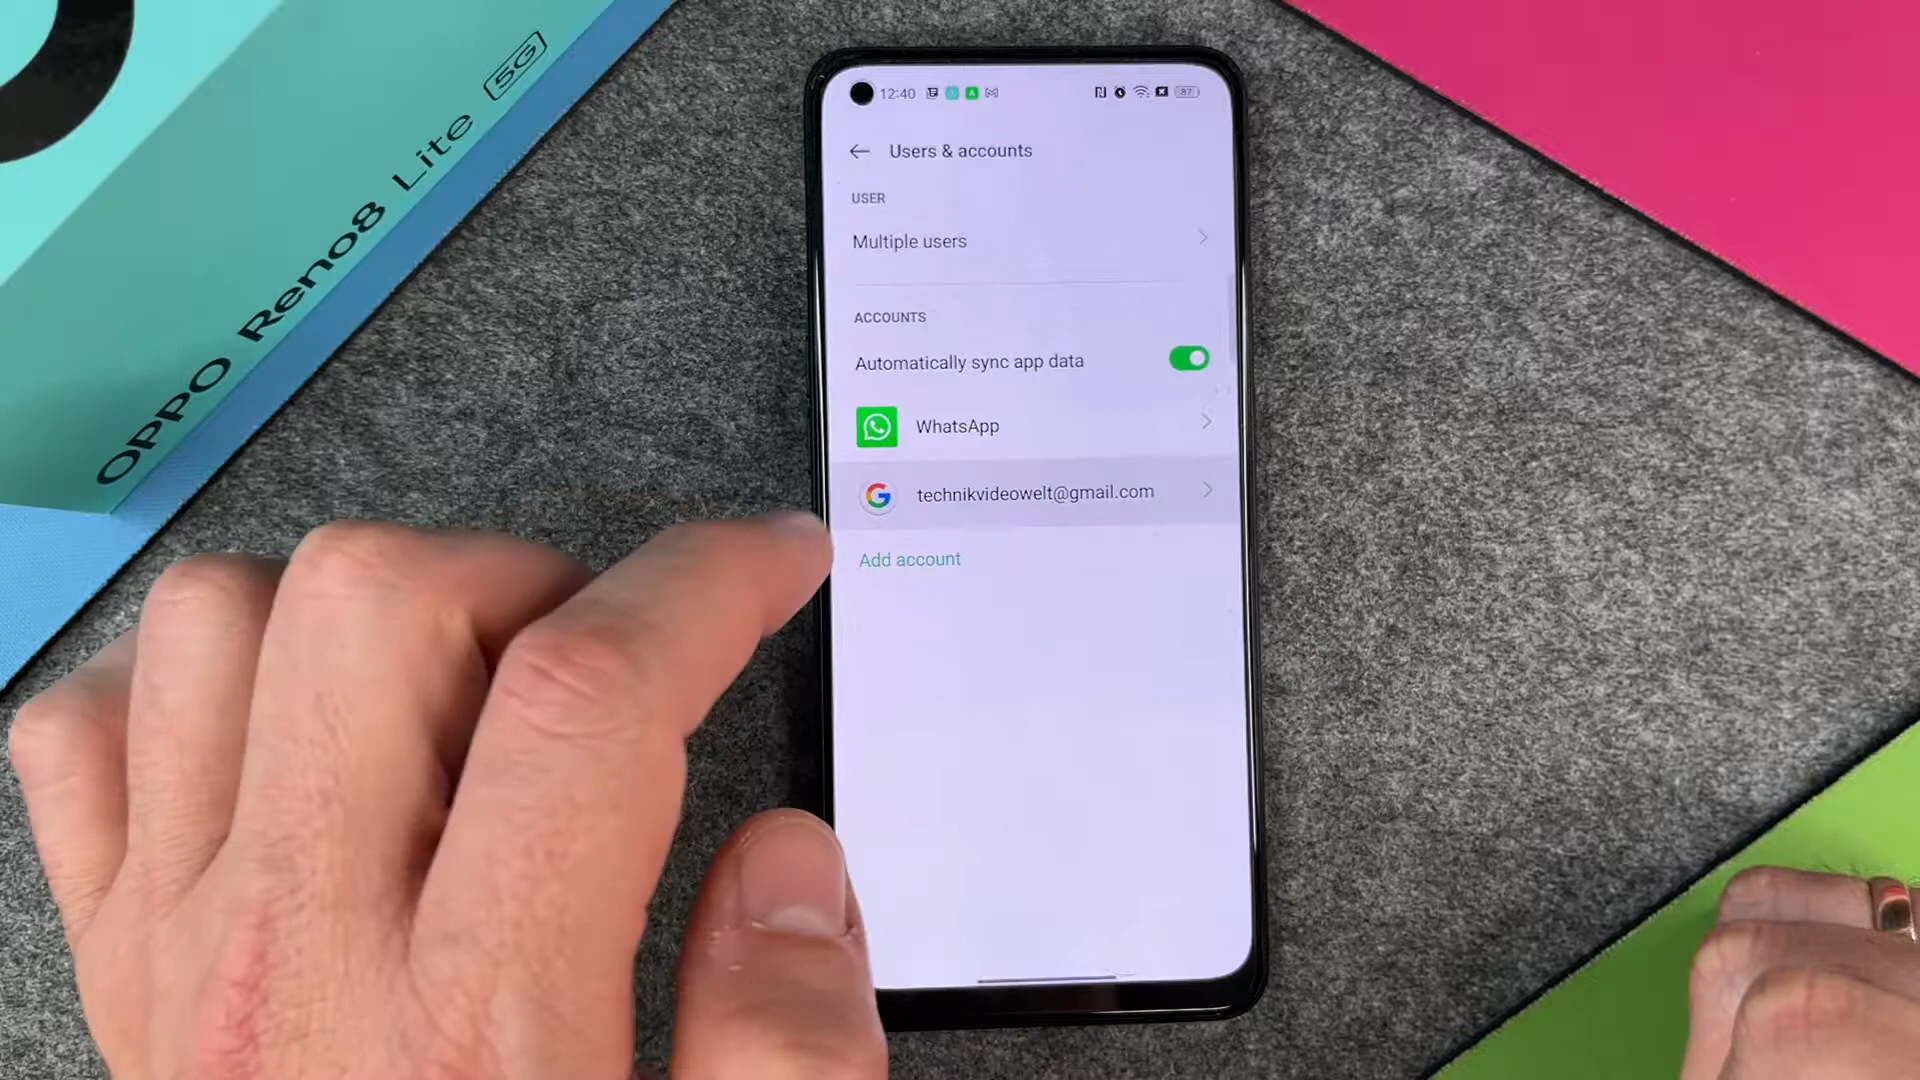 OPPO Reno8 Lite 5G
12:40
87
Users & accounts
USER
Multiple users
ACCOUNTS
Automatically sync app data
WhatsApp
technikvideowelt@gmail.com
Add account